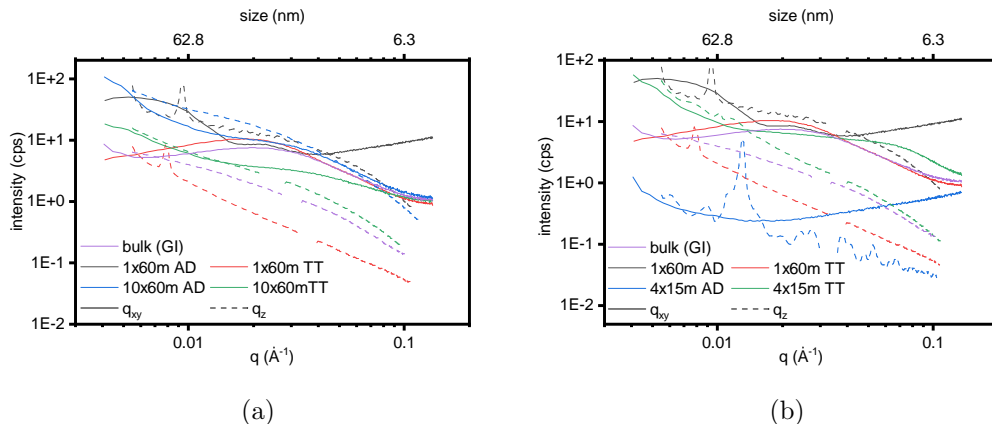 size (nm)
62.8 6.3
1E+2
1E+1
1E+0
1E-1
1E-2
intensity (cps)
bulk (GI)
1x60m AD 1x60m TT
10x60m AD 10x60mTT
qxy qz
0.01 0.1
q (Å-1)
(a)
size (nm)
62.8 6.3
1E+2
1E+1
1E+0
1E-1
1E-2
intensity (cps)
bulk (GI)
1x60m AD 1x60m TT
4x15m AD 4x15m TT
qxy qz
0.01 0.1
q (Å-1)
(b)